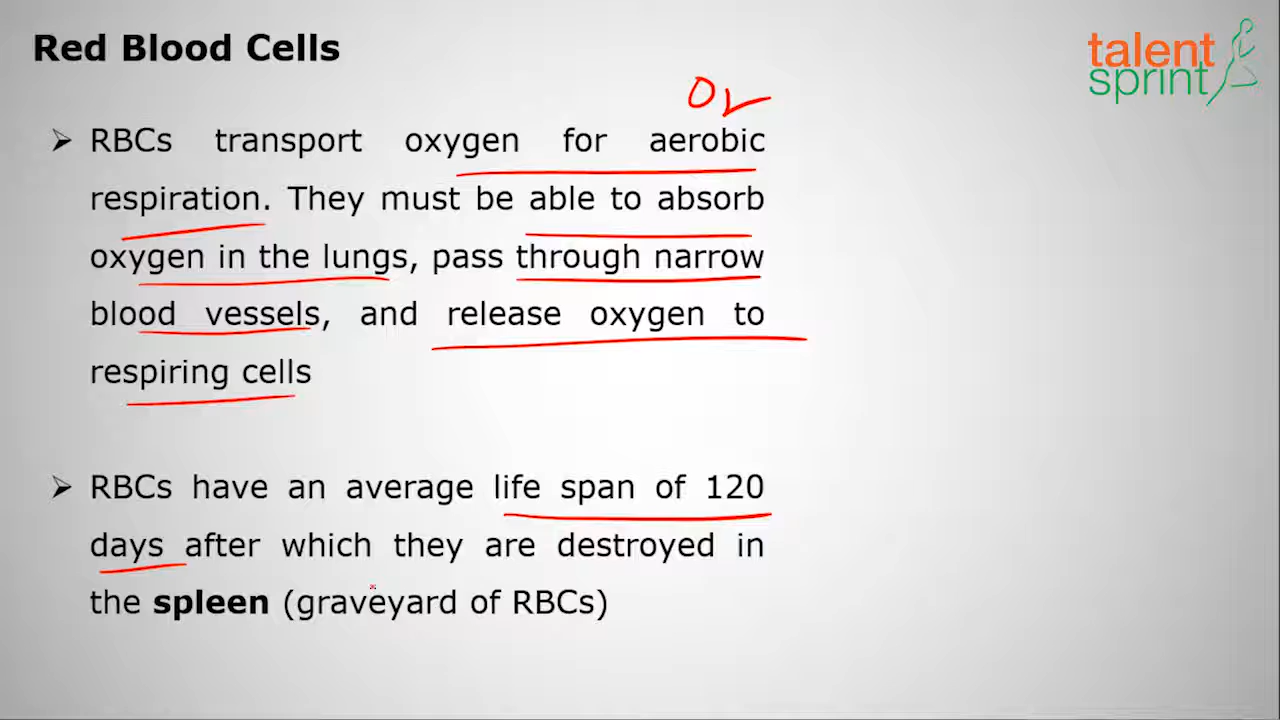 Red Blood Cells
talent
sprint
O✓
➢ RBCs transport oxygen for aerobic
respiration. They must be able to absorb
oxygen in the lungs, pass through narrow
blood vessels, and release oxygen to
respiring cells
➢ RBCs have an average life span of 120
days after which they are destroyed in
the spleen (graveyard of RBCs)